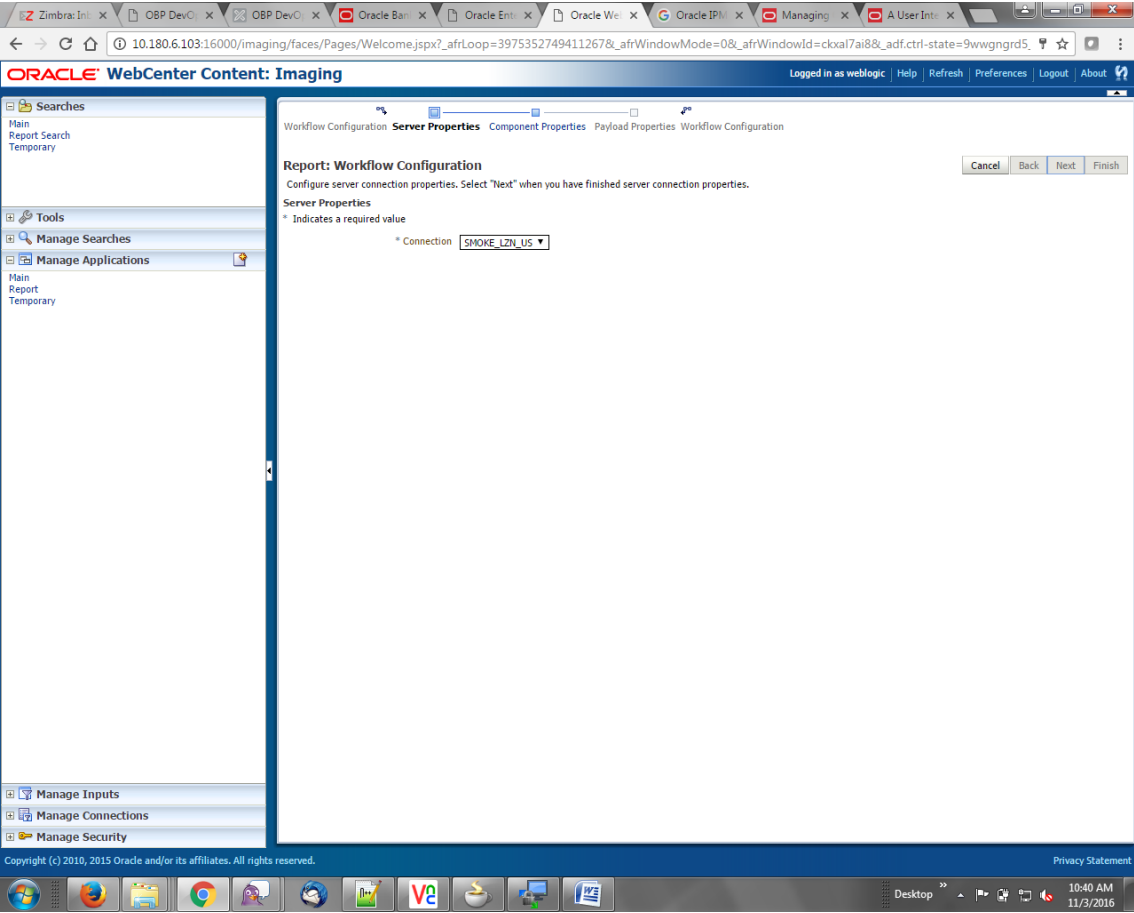 Zimbra: Inb
OBP DevO
OBP DevO
Oracle Ban
Oracle Ent
Oracle We
Oracle IPM
Managing
A User Inte
10.180.6.103:16000/imaging/faces/Pages/Welcome.jspx?_afrLoop=39753527494112678&_afrWindowMode=0&_afrWindowId=ckxal7ai8&_adf.ctrl-state=9wwgngrd5_
ORACLE WebCenter Content: Imaging
Logged in as weblogic Help Refresh Preferences Logout About
Searches
Main
Report Search
Temporary
Tools
Manage Searches
Manage Applications
Main
Report
Temporary
Workflow Configuration Server Properties Component Properties Payload Properties Workflow Configuration
Report: Workflow Configuration
Cancel Back Next Finish
Configure server connection properties. Select "Next" when you have finished server connection properties.
Server Properties
* Indicates a required value
* Connection SMOKE_LZN_US
Manage Inputs
Manage Connections
Manage Security
Copyright (c) 2010, 2015 Oracle and/or its affiliates. All rights reserved.
Privacy Statement
Desktop
10:40 AM
11/3/2016